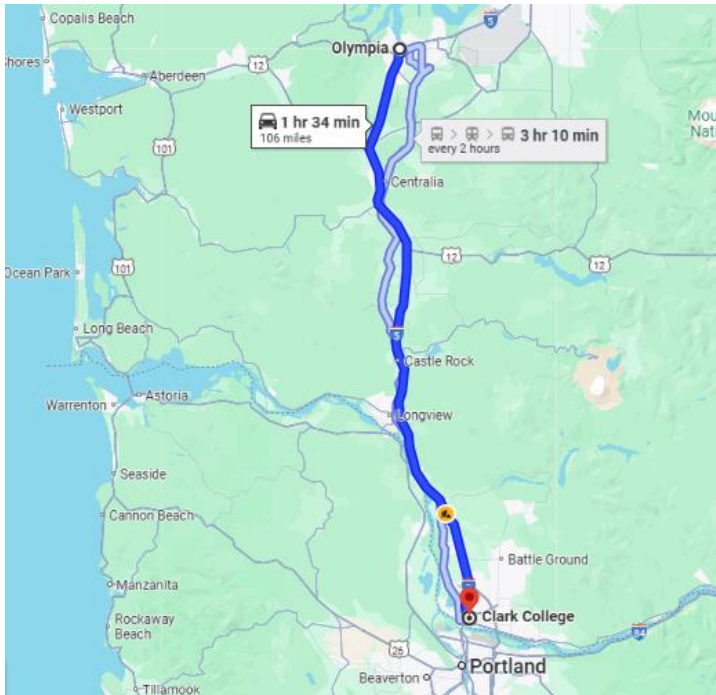 Copalis Beach
Olympia
5
Shores
12
Aberdeen
1 hr 34 min
106 miles
3 hr 10 min
every 2 hours
Westport
101
Mou
Nat
Centralia
101
12
12
Ocean Park
Long Beach
5
Castle Rock
Astoria
Warrenton
Longview
Seaside
Cannon Beach
Battle Ground
Manzanita
Clark College
Rockaway
Beach
84
26
Portland
Beaverton
Tillamook